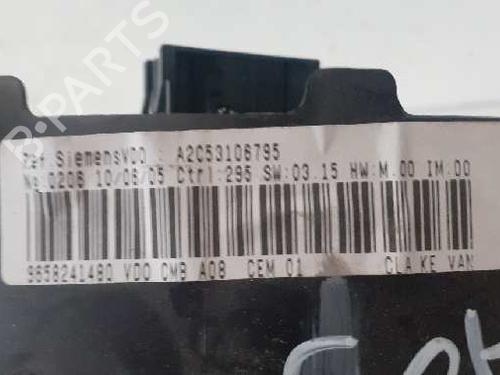 B-PARTS
Ref.SiemensVDO : A2C53106795
No.0206 10/06/05 Ctrl:295 SW:03.15 HW:M.00 IM.00
9658241480 VDO CMB A08 CEM 01 CLA KE VAN